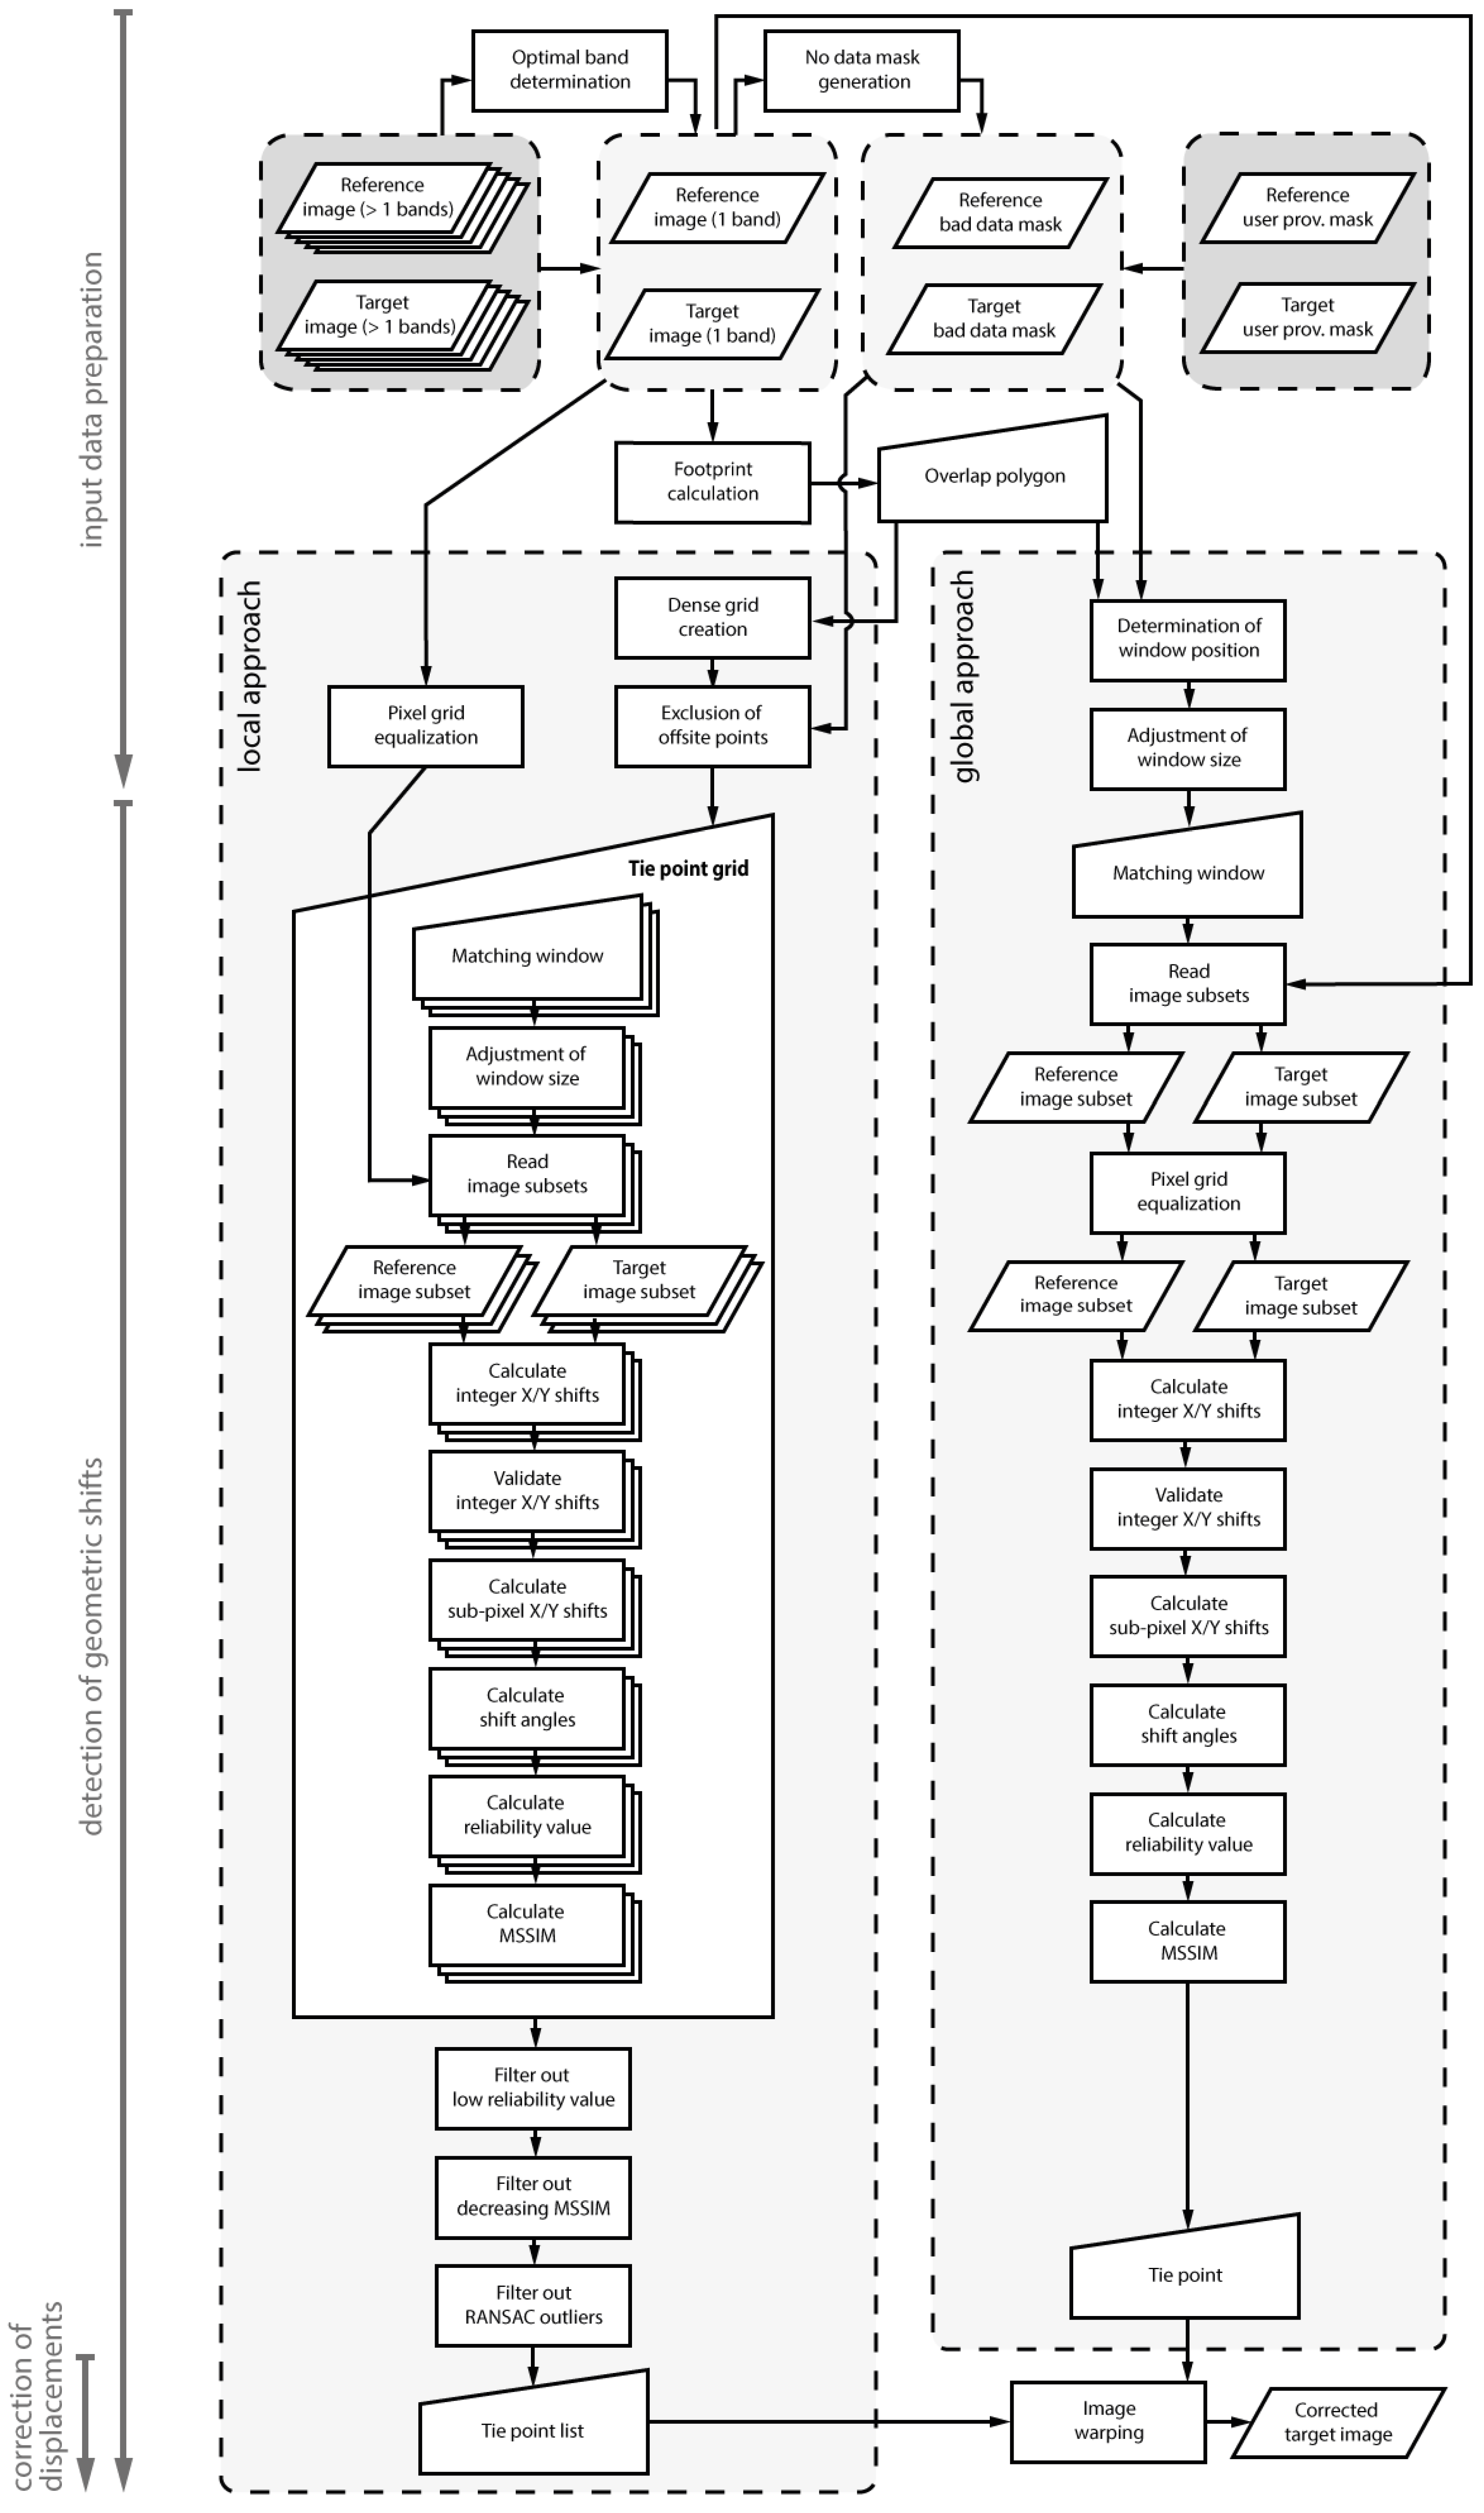 Optimal band
determination
No data mask
generation
Reference
image (> 1 bands)
Target
image (> 1 bands)
Reference
image (1 band)
Target
image (1 band)
Reference
bad data mask
Target
bad data mask
Reference
user prov. mask
Target
user prov. mask
input data preparation
Footprint
calculation
Overlap polygon
local approach
Dense grid
creation
Pixel grid
equalization
Exclusion of
offsite points
global approach
Determination of
window position
Adjustment of
window size
Matching window
Read
image subsets
Reference
image subset
Target
image subset
Pixel grid
equalization
Reference
image subset
Target
image subset
Calculate
integer X/Y shifts
Validate
integer X/Y shifts
Calculate
sub-pixel X/Y shifts
Calculate
shift angles
Calculate
reliability value
Calculate
MSSIM
Tie point
detection of geometric shifts
Tie point grid
Matching window
Adjustment of
window size
Read
image subsets
Reference
image subset
Target
image subset
Calculate
integer X/Y shifts
Validate
integer X/Y shifts
Calculate
sub-pixel X/Y shifts
Calculate
shift angles
Calculate
reliability value
Calculate
MSSIM
Filter out
low reliability value
Filter out
decreasing MSSIM
Filter out
RANSAC outliers
Tie point list
correction of
displacements
Image
warping
Corrected
target image